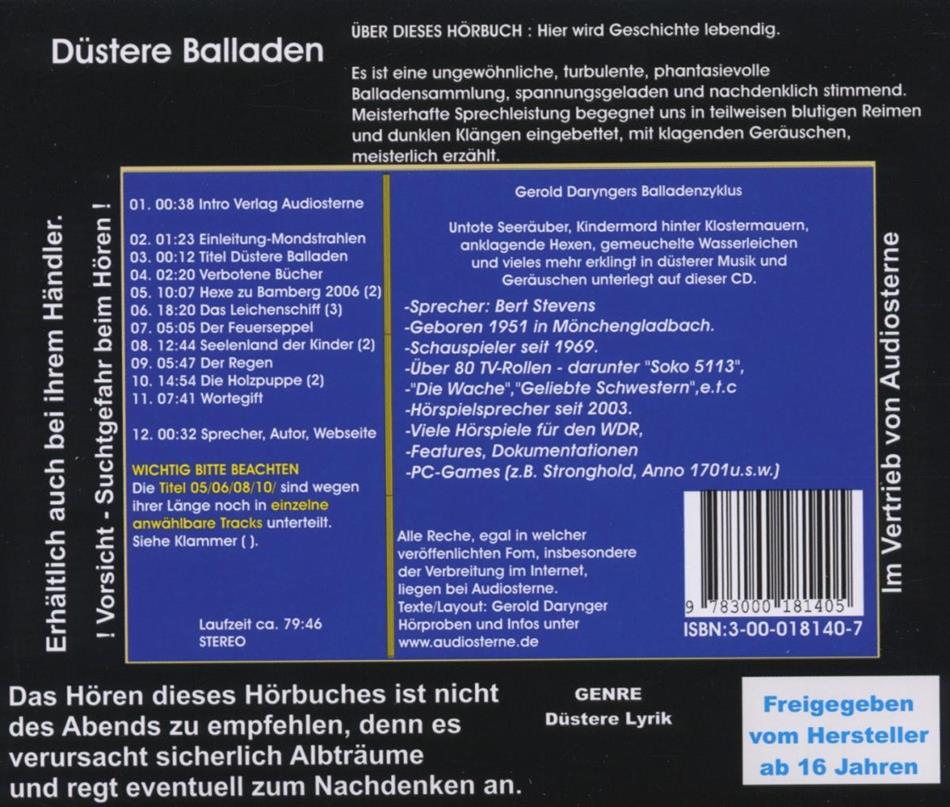 Düstere Balladen
ÜBER DIESES HÖRBUCH : Hier wird Geschichte lebendig.
Es ist eine ungewöhnliche, turbulente, phantasievolle
Balladensammlung, spannungsgeladen und nachdenklich stimmend.
Meisterhafte Sprechleistung begegnet uns in teilweisen blutigen Reimen
und dunklen Klängen eingebettet, mit klagenden Geräuschen,
meisterlich erzählt.
Erhältlich auch bei ihrem Händler.
! Vorsicht - Suchtgefahr beim Hören !
01. 00:38 Intro Verlag Audiosterne
02. 01:23 Einleitung-Mondstrahlen
03. 00:12 Titel Düstere Balladen
04. 02:20 Verbotene Bücher
05. 10:07 Hexe zu Bamberg 2006 (2)
06. 18:20 Das Leichenschiff (3)
07. 05:05 Der Feuerseppel
08. 12:44 Seelenland der Kinder (2)
09. 05:47 Der Regen
10. 14:54 Die Holzpuppe (2)
11. 07:41 Wortegift
12. 00:32 Sprecher, Autor, Webseite
WICHTIG BITTE BEACHTEN
Die Titel 05/06/08/10/ sind wegen
ihrer Länge noch in einzelne
anwählbare Tracks unterteilt.
Siehe Klammer ( ).
Laufzeit ca. 79:46
STEREO
Gerold Daryngers Balladenzyklus
Untote Seeräuber, Kindermord hinter Klostermauern,
anklagende Hexen, gemeuchelte Wasserleichen
und vieles mehr erklingt in düsterer Musik und
Geräuschen unterlegt auf dieser CD.
-Sprecher: Bert Stevens
-Geboren 1951 in Mönchengladbach.
-Schauspieler seit 1969.
-Über 80 TV-Rollen - darunter "Soko 5113",
-"Die Wache","Geliebte Schwestern",e.t.c
-Hörspielsprecher seit 2003.
-Viele Hörspiele für den WDR,
-Features, Dokumentationen
-PC-Games (z.B. Stronghold, Anno 1701u.s.w.)
Alle Reche, egal in welcher
veröffenlichten Fom, insbesondere
der Verbreitung im Internet,
liegen bei Audiosterne.
Texte/Layout: Gerold Darynger
Hörproben und Infos unter
www.audiosterne.de
9 783000 181405
ISBN:3-00-018140-7
Im Vertrieb von Audiosterne
Das Hören dieses Hörbuches ist nicht
des Abends zu empfehlen, denn es
verursacht sicherlich Albträume
und regt eventuell zum Nachdenken an.
GENRE
Düstere Lyrik
Freigegeben
vom Hersteller
ab 16 Jahren